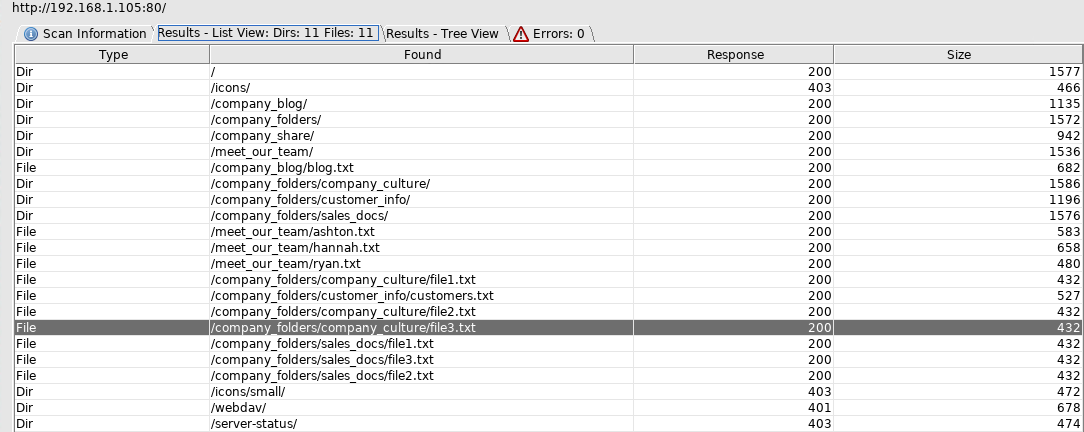 http://192.168.1.105:80/
Scan Information Results - List View: Dirs: 11 Files: 11 Results - Tree View Errors: 0
Type Found Response Size
Dir / 200 1577
Dir /icons/ 403 466
Dir /company_blog/ 200 1135
Dir /company_folders/ 200 1572
Dir /company_share/ 200 942
Dir /meet_our_team/ 200 1536
File /company_blog/blog.txt 200 682
Dir /company_folders/company_culture/ 200 1586
Dir /company_folders/customer_info/ 200 1196
Dir /company_folders/sales_docs/ 200 1576
File /meet_our_team/ashton.txt 200 583
File /meet_our_team/hannah.txt 200 658
File /meet_our_team/ryan.txt 200 480
File /company_folders/company_culture/file1.txt 200 432
File /company_folders/customer_info/customers.txt 200 527
File /company_folders/company_culture/file2.txt 200 432
File /company_folders/company_culture/file3.txt 200 432
File /company_folders/sales_docs/file1.txt 200 432
File /company_folders/sales_docs/file3.txt 200 432
File /company_folders/sales_docs/file2.txt 200 432
Dir /icons/small/ 403 472
Dir /webdav/ 401 678
Dir /server-status/ 403 474